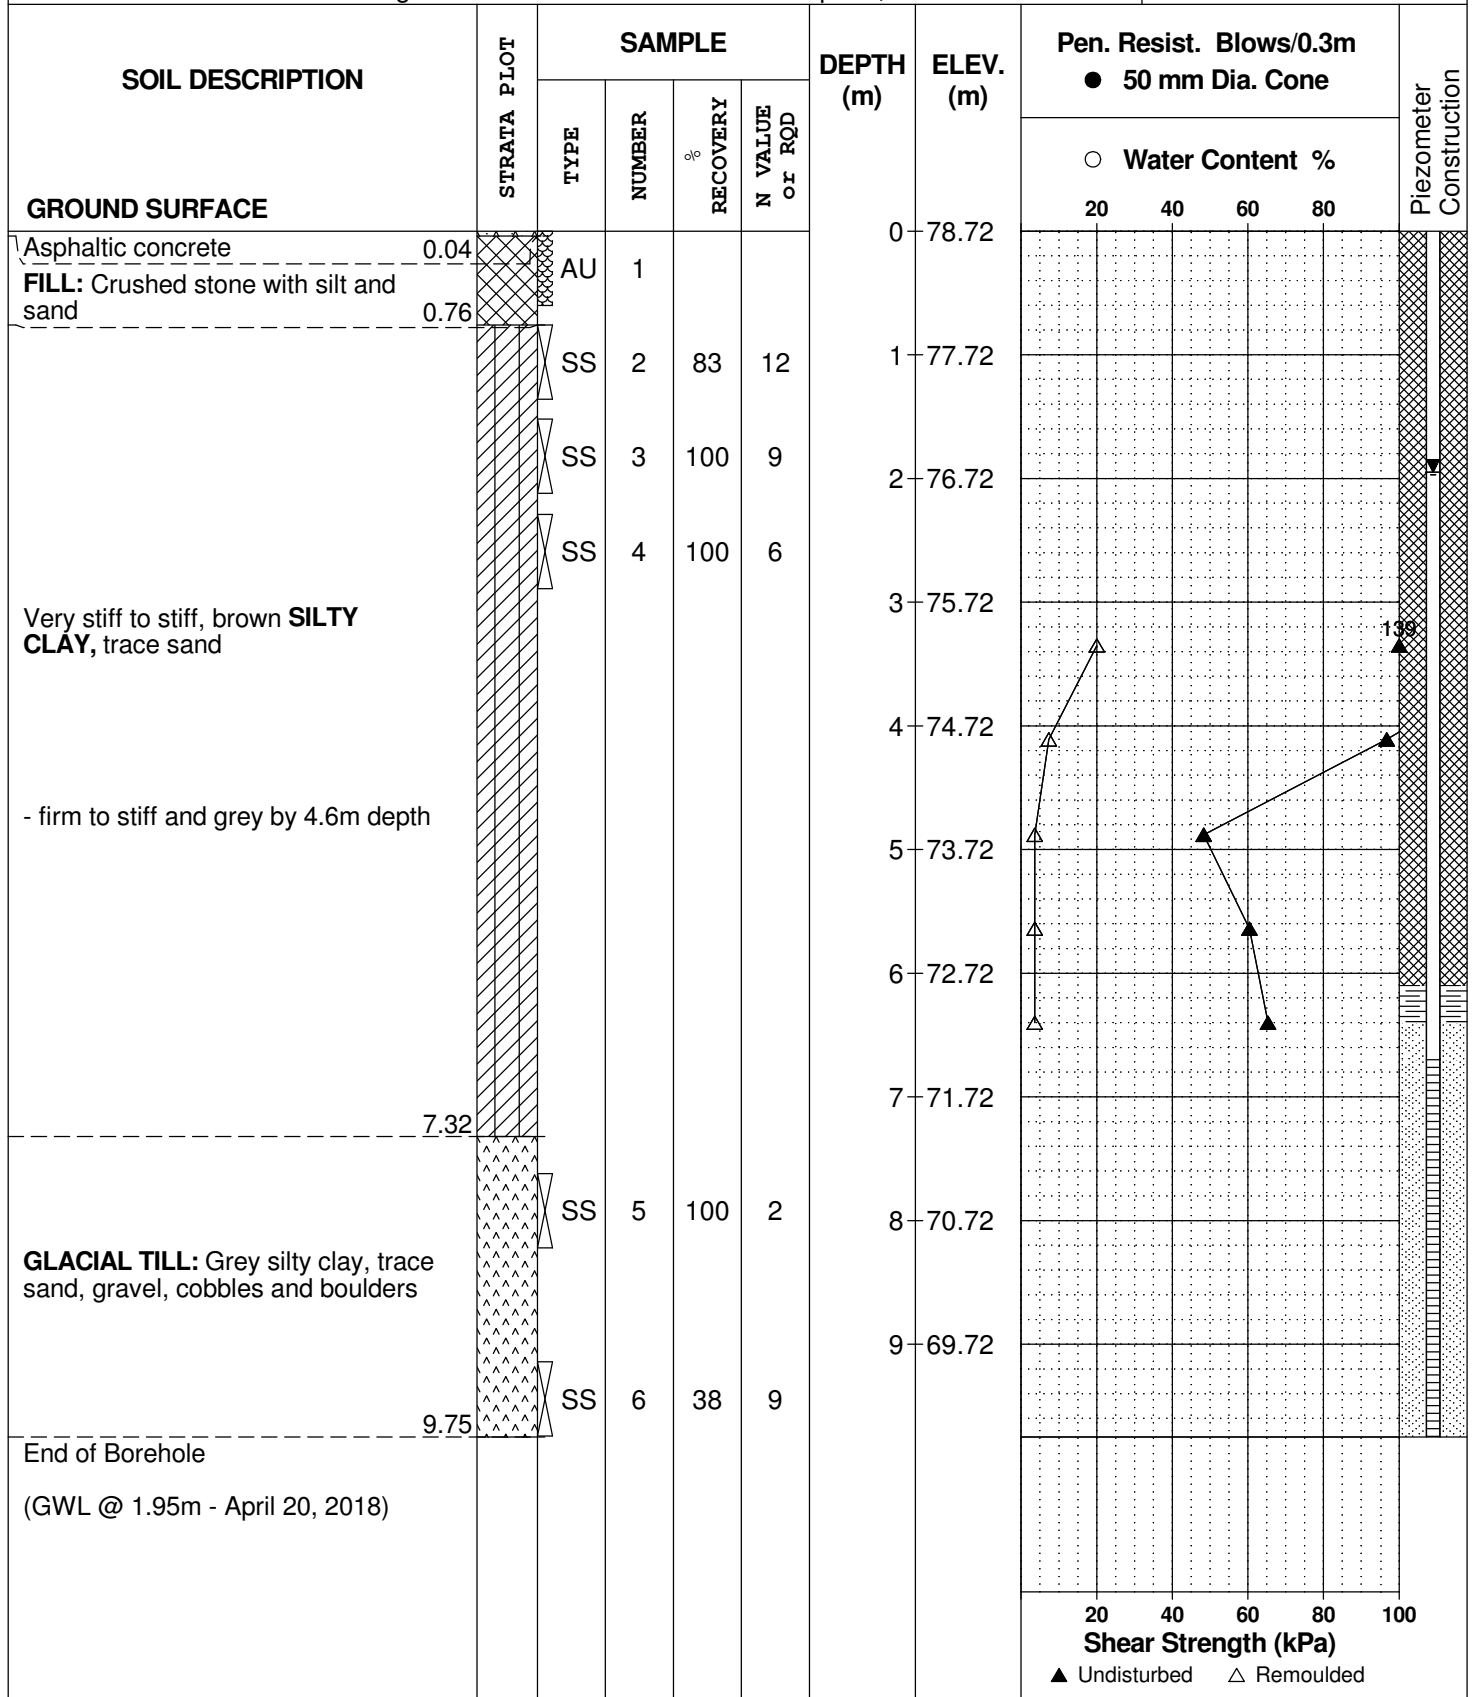 SOIL DESCRIPTION
GROUND SURFACE
STRATA PLOT
SAMPLE
TYPE
NUMBER
%
RECOVERY
N VALUE
or RQD
DEPTH
(m)
ELEV.
(m)
Pen. Resist. Blows/0.3m
● 50 mm Dia. Cone
○ Water Content %
20 40 60 80
Piezometer
Construction
0 78.72
Asphaltic concrete 0.04
FILL: Crushed stone with silt and
sand 0.76
AU 1
SS 2 83 12
1 77.72
SS 3 100 9
2 76.72
SS 4 100 6
3 75.72
Very stiff to stiff, brown SILTY
CLAY, trace sand
139
4 74.72
- firm to stiff and grey by 4.6m depth
5 73.72
6 72.72
7 71.72
7.32
SS 5 100 2
8 70.72
GLACIAL TILL: Grey silty clay, trace
sand, gravel, cobbles and boulders
9 69.72
SS 6 38 9
9.75
End of Borehole
(GWL @ 1.95m - April 20, 2018)
20 40 60 80 100
Shear Strength (kPa)
▲ Undisturbed △ Remoulded